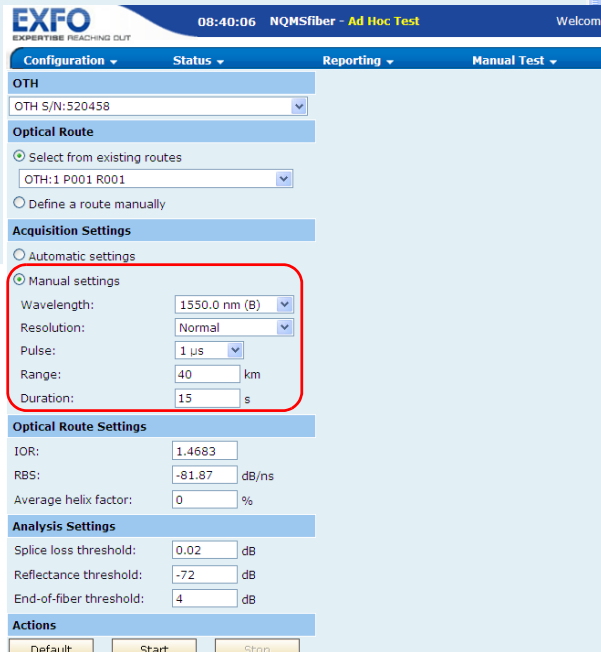 EXFO
EXPERTISE REACHING OUT
08:40:06 NQMSfiber - Ad Hoc Test
Welcom
Configuration Status Reporting Manual Test
OTH
OTH S/N:520458
Optical Route
Select from existing routes
OTH:1 P001 R001
Define a route manually
Acquisition Settings
Automatic settings
Manual settings
Wavelength: 1550.0 nm (B)
Resolution: Normal
Pulse: 1 µs
Range: 40 km
Duration: 15 s
Optical Route Settings
IOR: 1.4683
RBS: -81.87 dB/ns
Average helix factor: 0 %
Analysis Settings
Splice loss threshold: 0.02 dB
Reflectance threshold: -72 dB
End-of-fiber threshold: 4 dB
Actions
Default Start Stop